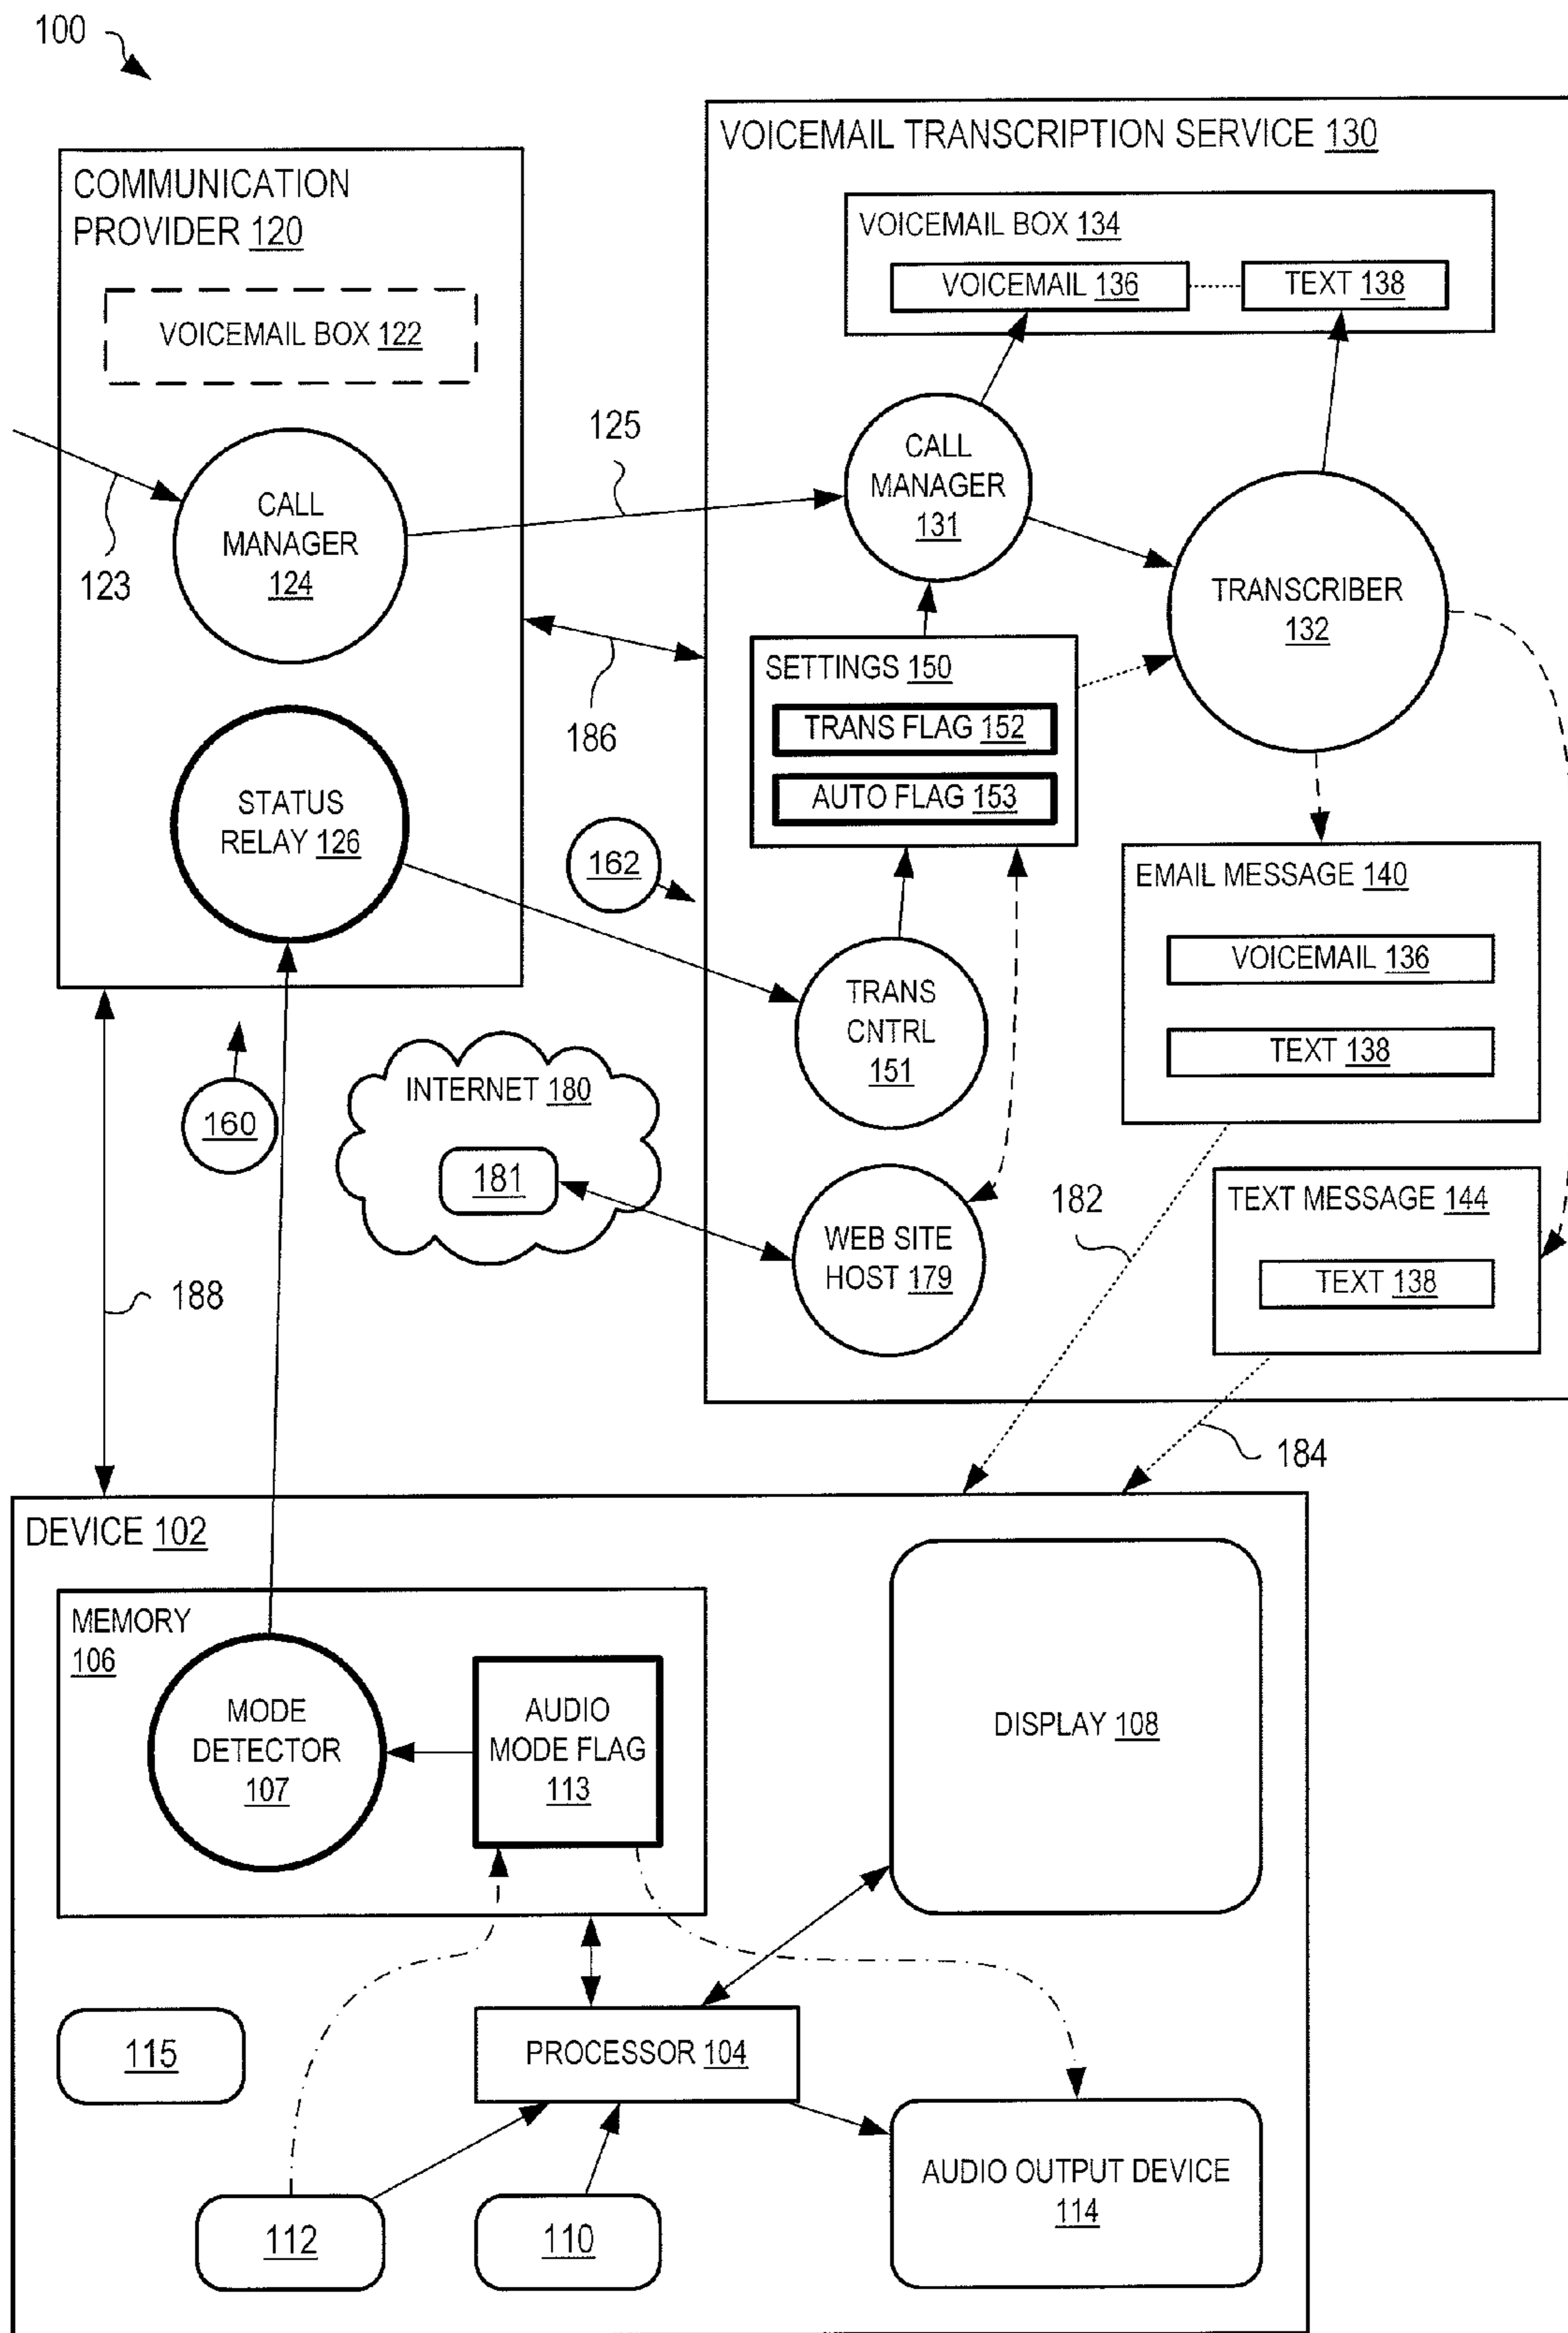 100
VOICEMAIL TRANSCRIPTION SERVICE 130
COMMUNICATION
PROVIDER 120
VOICEMAIL BOX 122
VOICEMAIL BOX 134
VOICEMAIL 136
TEXT 138
123
CALL
MANAGER
124
125
CALL
MANAGER
131
TRANSCRIBER
132
186
SETTINGS 150
TRANS FLAG 152
AUTO FLAG 153
STATUS
RELAY 126
162
EMAIL MESSAGE 140
VOICEMAIL 136
TEXT 138
TRANS
CNTRL
151
160
INTERNET 180
181
WEB SITE
HOST 179
TEXT MESSAGE 144
TEXT 138
182
188
184
DEVICE 102
MEMORY
106
MODE
DETECTOR
107
AUDIO
MODE FLAG
113
DISPLAY 108
115
PROCESSOR 104
112
110
AUDIO OUTPUT DEVICE
114